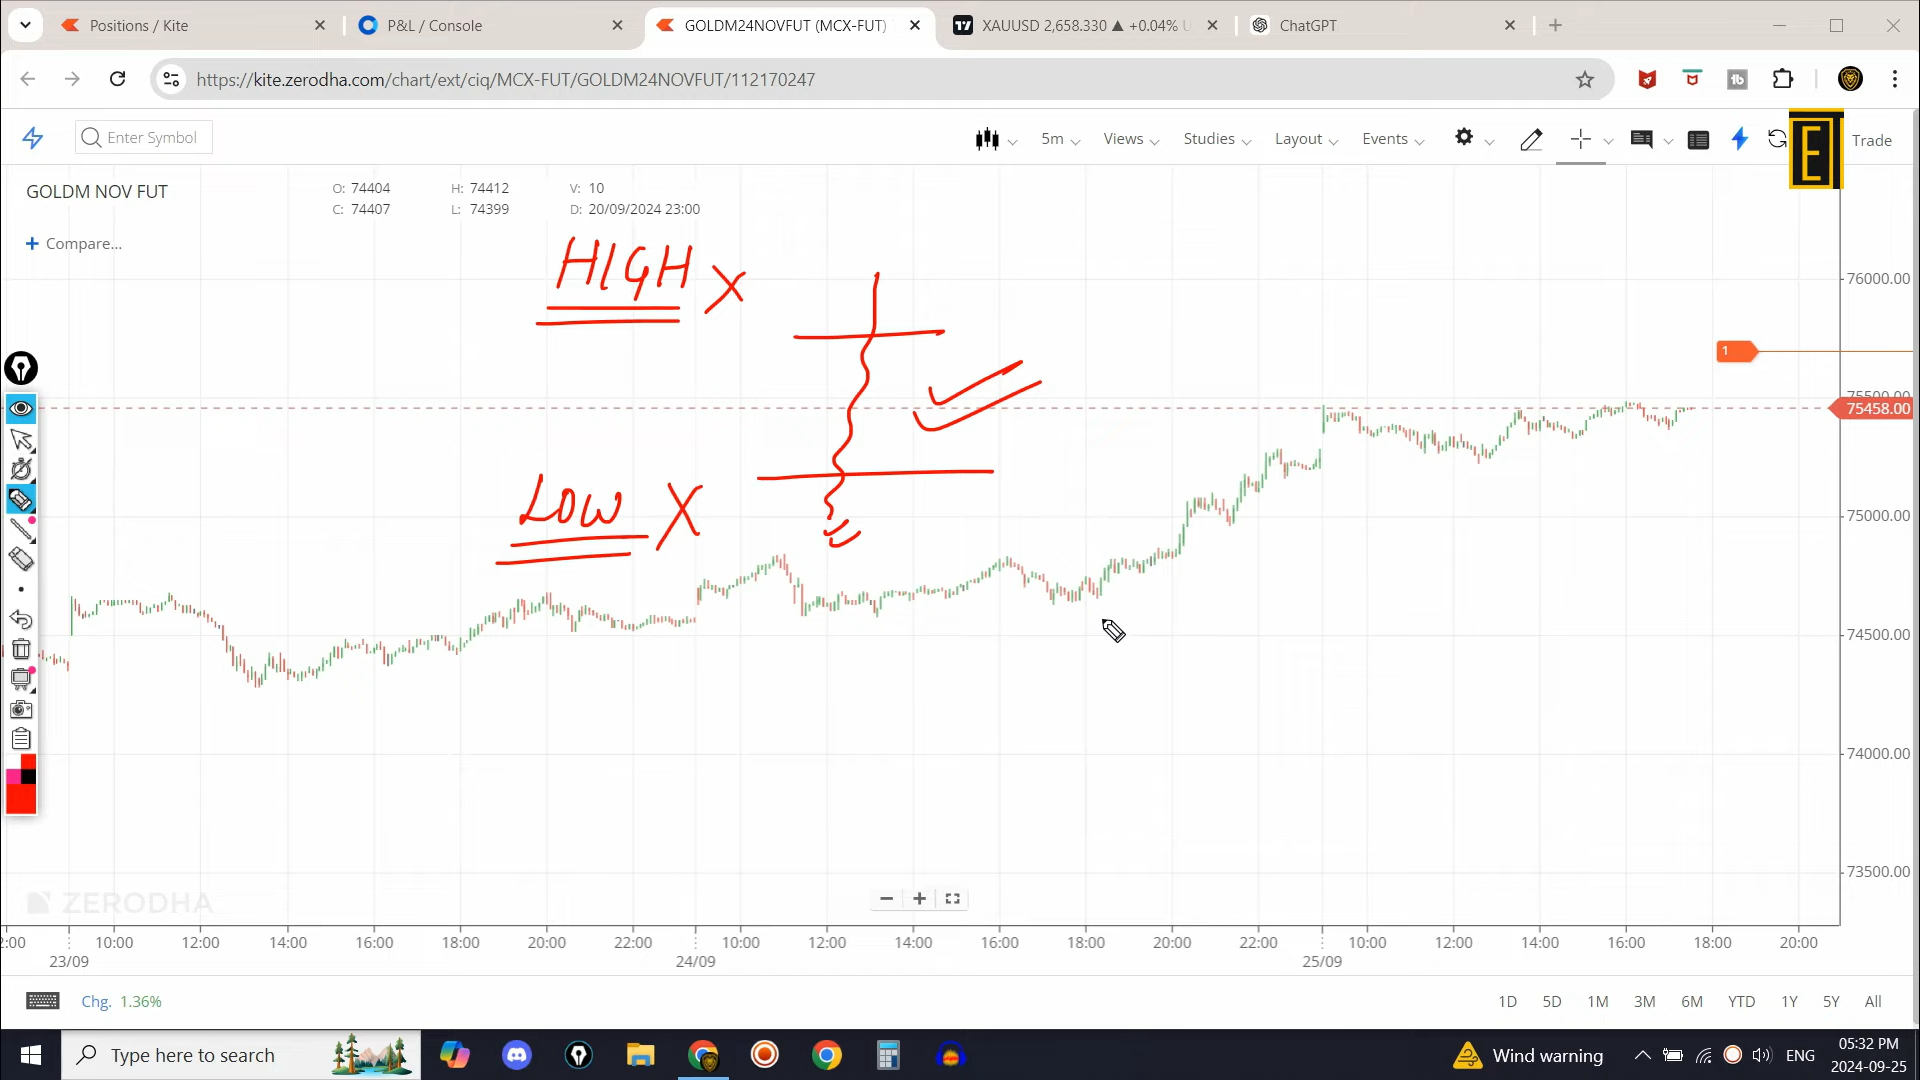 Positions / Kite
P&L / Console
GOLDM24NOVFUT (MCX-FUT)
XAUUSD 2,658.330 ▲ +0.04% U
ChatGPT
https://kite.zerodha.com/chart/ext/ciq/MCX-FUT/GOLDM24NOVFUT/112170247
Enter Symbol
5m
Views
Studies
Layout
Events
E
Trade
GOLDM NOV FUT
O: 74404 H: 74412 V: 10
C: 74407 L: 74399 D: 20/09/2024 23:00
+ Compare...
HIGH X
LOW X
76000.00
1
75458.00
75000.00
74500.00
74000.00
73500.00
ZERODHA
2:00 10:00 12:00 14:00 16:00 18:00 20:00 22:00 10:00 12:00 14:00 16:00 18:00 20:00 22:00 10:00 12:00 14:00 16:00 18:00 20:00
23/09 24/09 25/09
Chg. 1.36%
1D 5D 1M 3M 6M YTD 1Y 5Y All
Type here to search
Wind warning
ENG
05:32 PM
2024-09-25